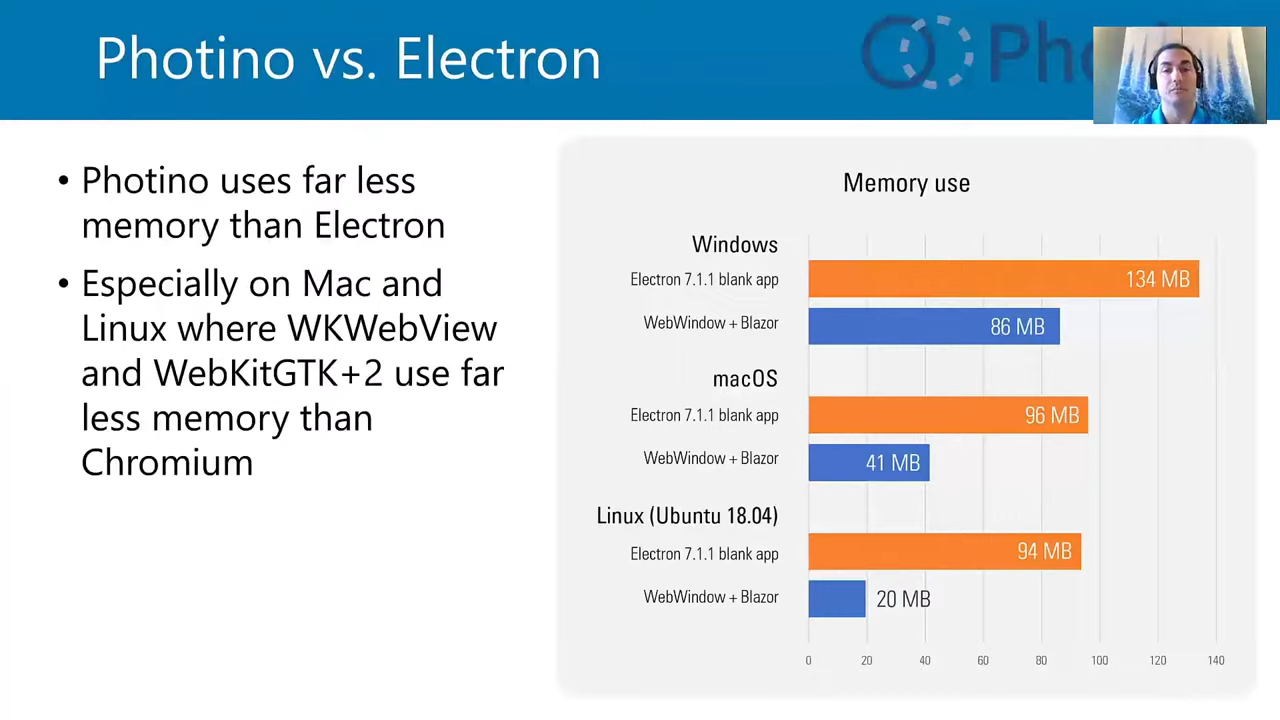 Photino vs. Electron
• Photino uses far less
memory than Electron
• Especially on Mac and
Linux where WKWebView
and WebKitGTK+2 use far
less memory than
Chromium
Memory use
Windows
Electron 7.1.1 blank app
134 MB
WebWindow + Blazor
86 MB
macOS
Electron 7.1.1 blank app
96 MB
WebWindow + Blazor
41 MB
Linux (Ubuntu 18.04)
Electron 7.1.1 blank app
94 MB
WebWindow + Blazor
20 MB
0 20 40 60 80 100 120 140